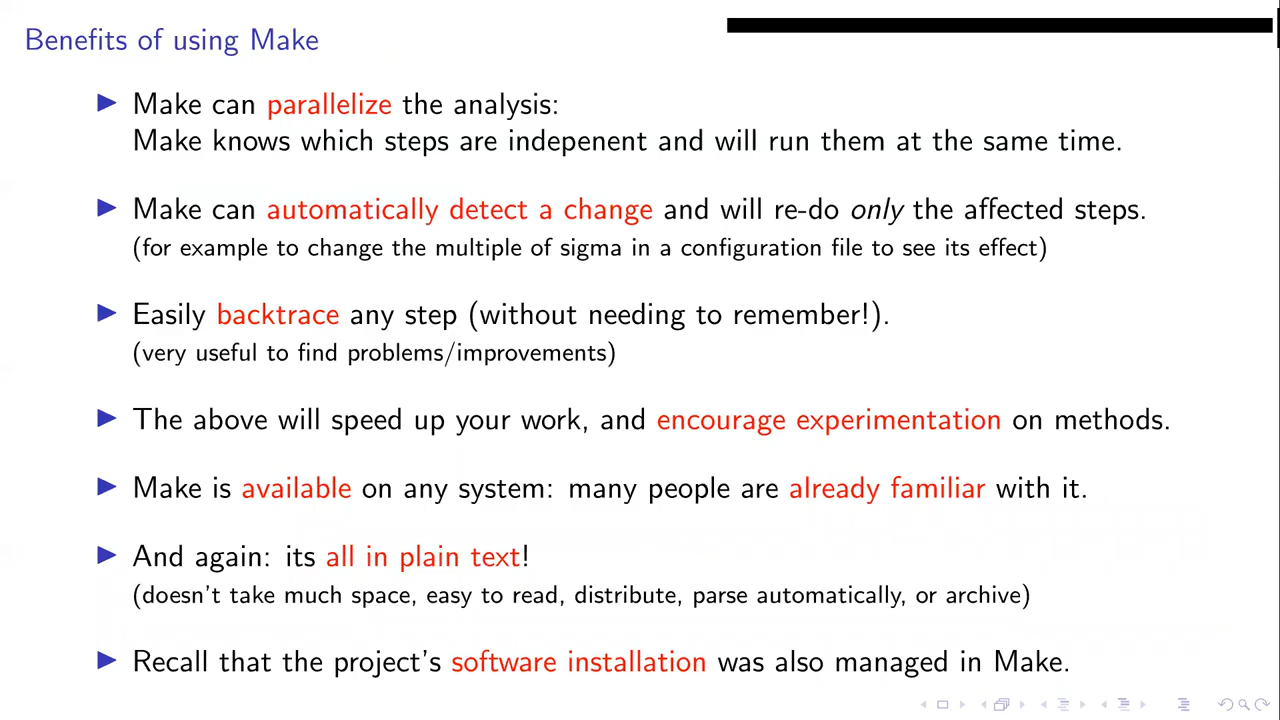 Benefits of using Make
Make can parallelize the analysis:
Make knows which steps are indepenent and will run them at the same time.
Make can automatically detect a change and will re-do only the affected steps.
(for example to change the multiple of sigma in a configuration file to see its effect)
Easily backtrace any step (without needing to remember!).
(very useful to find problems/improvements)
The above will speed up your work, and encourage experimentation on methods.
Make is available on any system: many people are already familiar with it.
And again: its all in plain text!
(doesn't take much space, easy to read, distribute, parse automatically, or archive)
Recall that the project's software installation was also managed in Make.